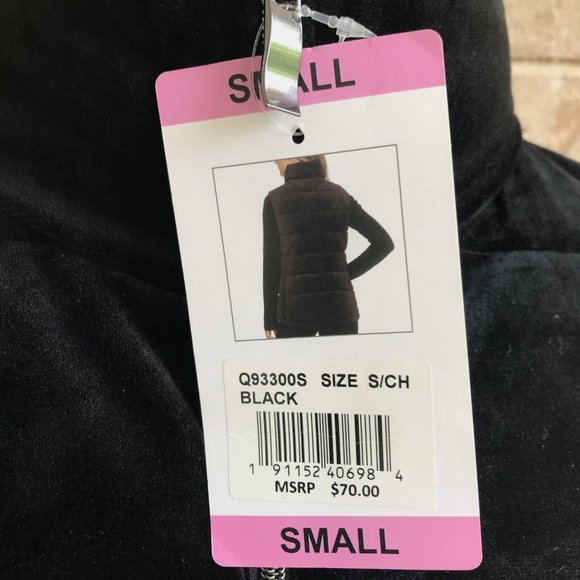 SMALL
Q93300S SIZE S/CH
BLACK
1 91152 40698 4
MSRP $70.00
SMALL